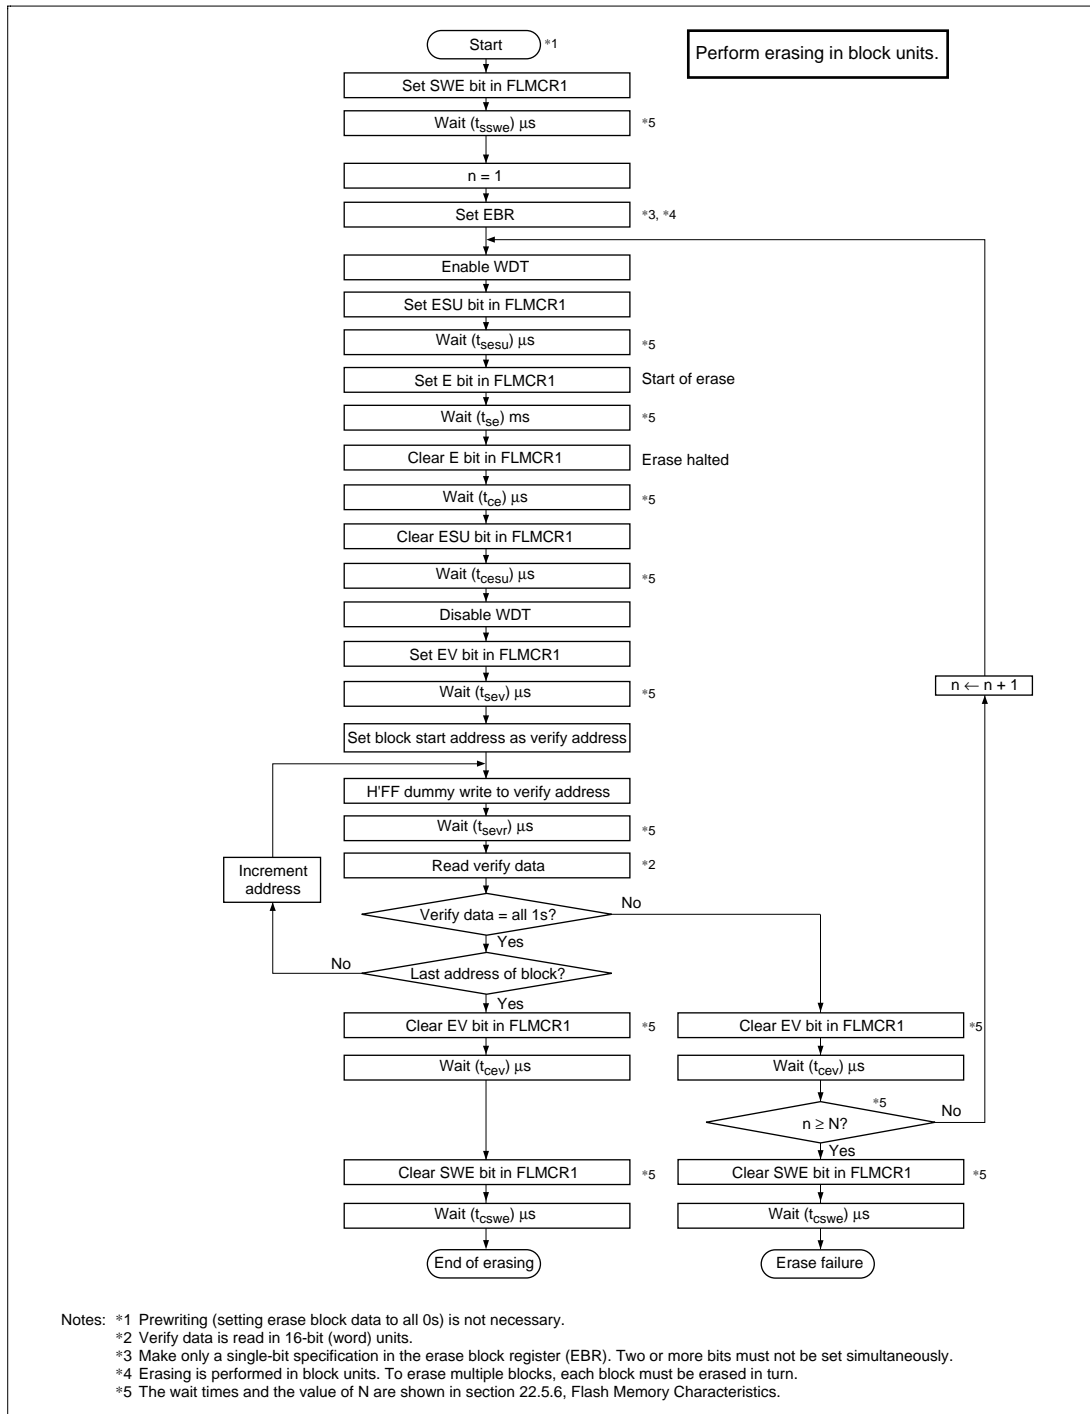 Start *1
Perform erasing in block units.
Set SWE bit in FLMCR1
Wait (tsswe) μs *5
n = 1
Set EBR *3, *4
Enable WDT
Set ESU bit in FLMCR1
Wait (tsesu) μs *5
Set E bit in FLMCR1 Start of erase
Wait (tse) ms *5
Clear E bit in FLMCR1 Erase halted
Wait (tce) μs *5
Clear ESU bit in FLMCR1
Wait (tcesu) μs *5
Disable WDT
Set EV bit in FLMCR1
Wait (tsev) μs *5
n ← n + 1
Set block start address as verify address
H'FF dummy write to verify address
Wait (tsevr) μs *5
Read verify data *2
Increment
address
Verify data = all 1s?
No
Yes
Last address of block?
No
Yes
Clear EV bit in FLMCR1 *5
Clear EV bit in FLMCR1 *5
Wait (tcev) μs
Wait (tcev) μs
*5
n ≥ N?
No
Yes
Clear SWE bit in FLMCR1 *5
Clear SWE bit in FLMCR1 *5
Wait (tcswe) μs
Wait (tcswe) μs
End of erasing
Erase failure
Notes: *1 Prewriting (setting erase block data to all 0s) is not necessary.
*2 Verify data is read in 16-bit (word) units.
*3 Make only a single-bit specification in the erase block register (EBR). Two or more bits must not be set simultaneously.
*4 Erasing is performed in block units. To erase multiple blocks, each block must be erased in turn.
*5 The wait times and the value of N are shown in section 22.5.6, Flash Memory Characteristics.